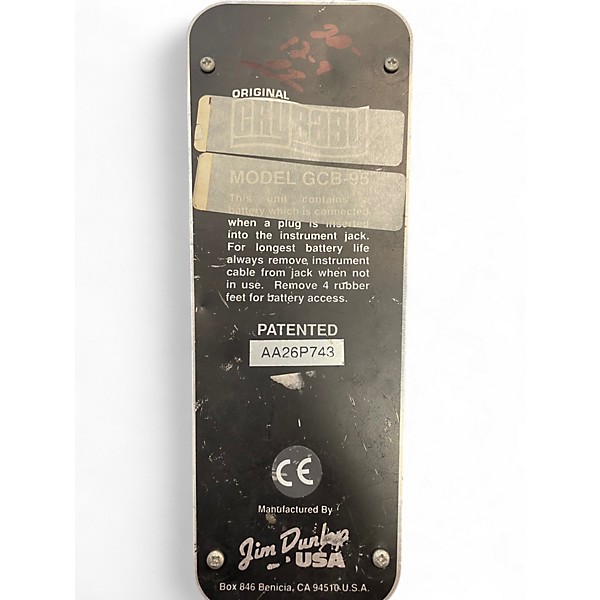 ORIGINAL
CRYBABY
MODEL GCB-95
This unit contains a
battery which is connected
when a plug is inserted
into the instrument jack.
For longest battery life
always remove instrument
cable from jack when not
in use. Remove 4 rubber
feet for battery access.
PATENTED
AA26P743
CE
Manufactured By
Jim Dunlop
USA
Box 846 Benicia, CA 94510 U.S.A.